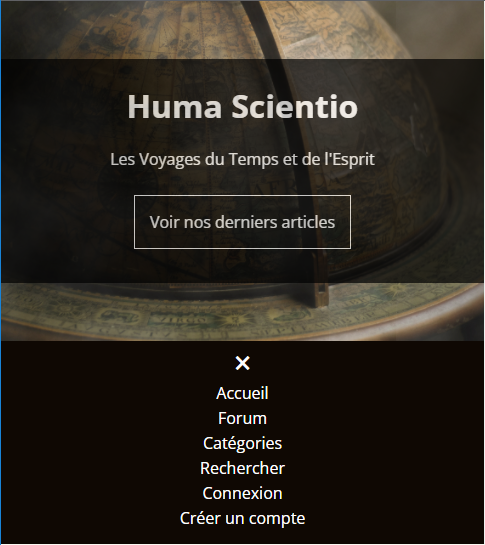 Huma Scientio
Les Voyages du Temps et de l'Esprit
Voir nos derniers articles
×
Accueil
Forum
Catégories
Rechercher
Connexion
Créer un compte